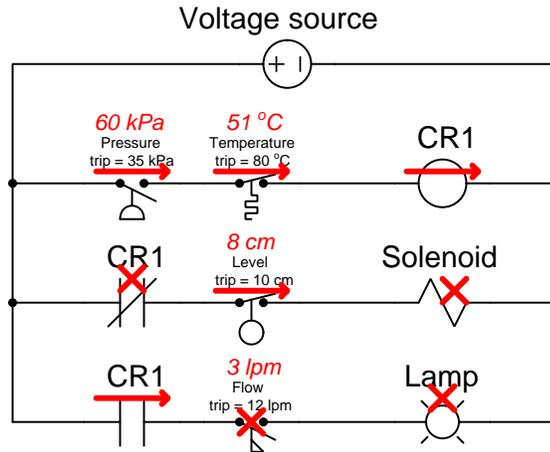 Voltage source
+ -
60 kPa
51 °C
Pressure
Temperature
CR1
trip = 35 kPa
trip = 80 °C
8 cm
CR1
Level
Solenoid
trip = 10 cm
3 lpm
CR1
Flow
Lamp
trip = 12 lpm